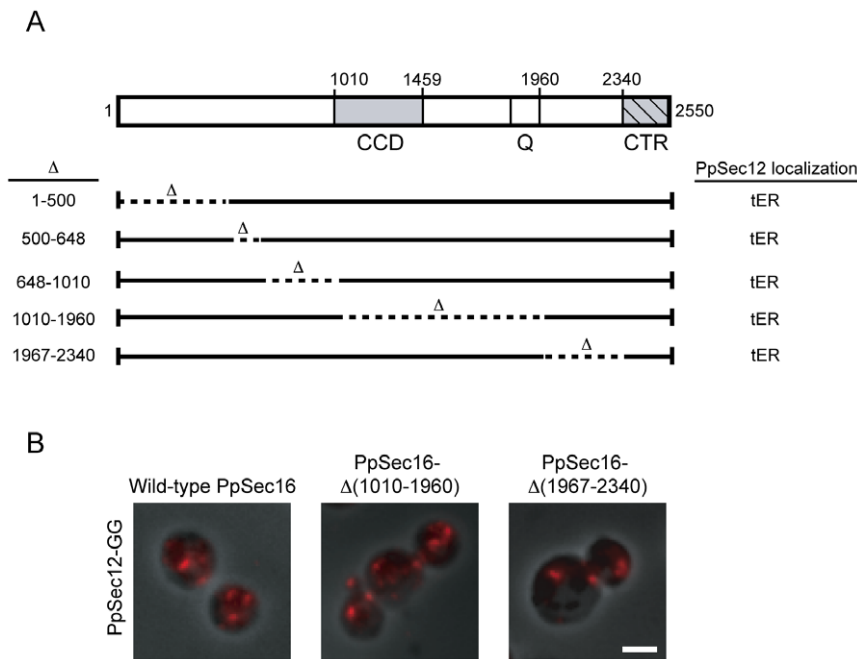 A
1010 1459 1960 2340
1 2550
CCD Q CTR
Δ PpSec12 localization
Δ
1-500 tER
Δ
500-648 tER
Δ
648-1010 tER
Δ
1010-1960 tER
Δ
1967-2340 tER
B
Wild-type PpSec16
PpSec16-
Δ(1010-1960)
PpSec16-
Δ(1967-2340)
PpSec12-GG